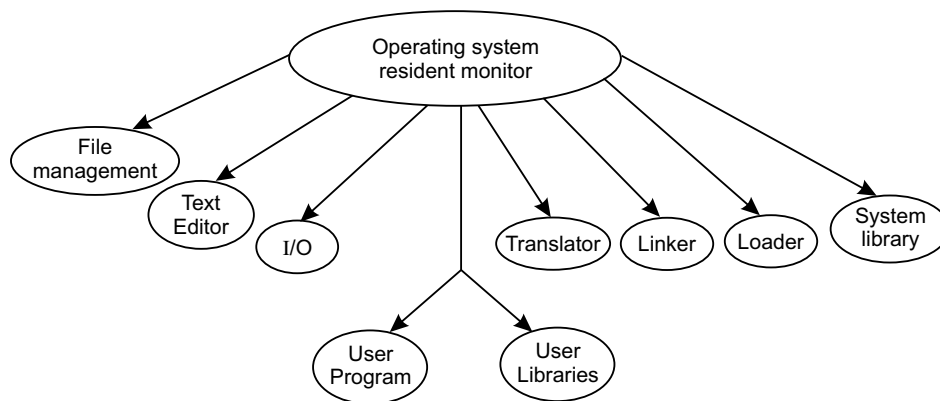 Operating system
resident monitor
File
management
Text
Editor
I/O
Translator
Linker
Loader
System
library
User
Program
User
Libraries